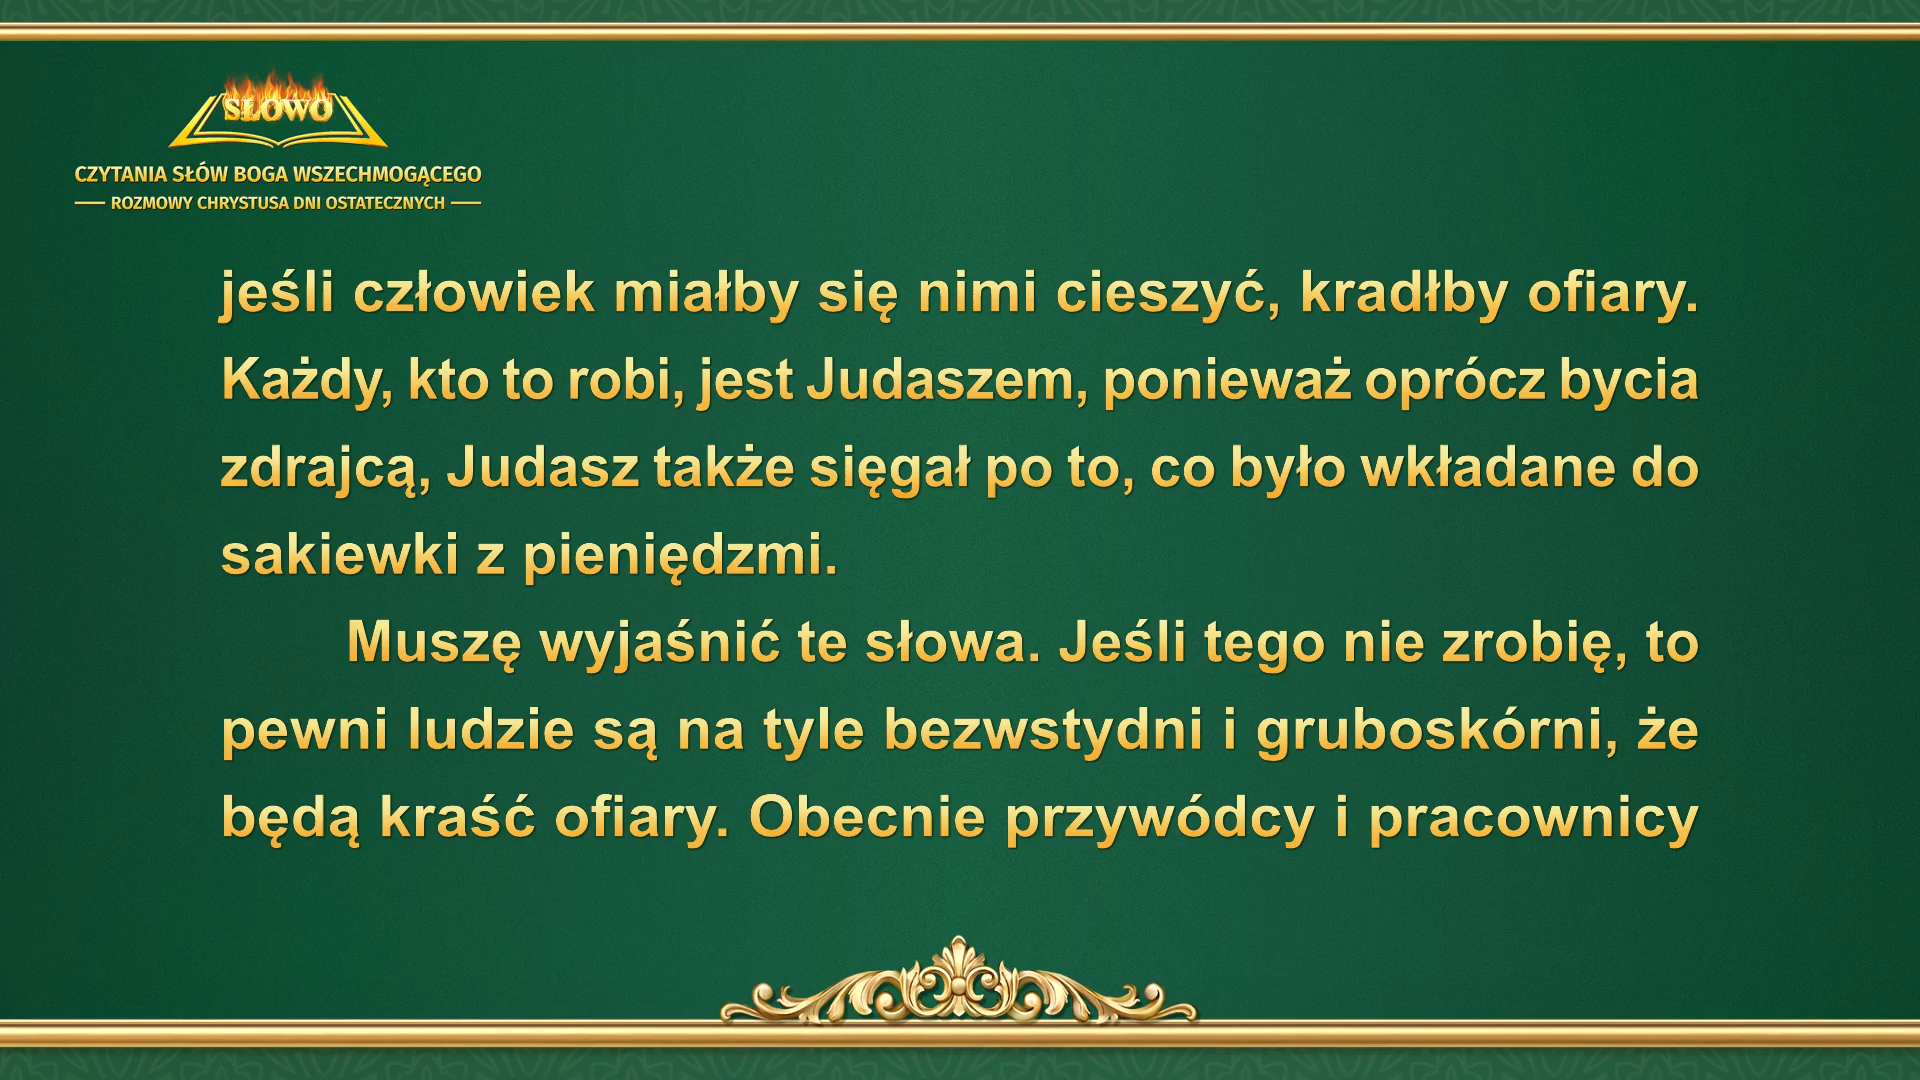 SŁOWO
CZYTANIA SŁÓW BOGA WSZECHMOGĄCEGO
ROZMOWY CHRYSTUSA DNI OSTATECZNYCH
jeśli człowiek miałby się nimi cieszyć, kradłby ofiary.
Każdy, kto to robi, jest Judaszem, ponieważ oprócz bycia
zdrajcą, Judasz także sięgał po to, co było wkładane do
sakiewki z pieniędzmi.
Muszę wyjaśnić te słowa. Jeśli tego nie zrobię, to
pewni ludzie są na tyle bezwstydni i gruboskórni, że
będą kraść ofiary. Obecnie przywódcy i pracownicy